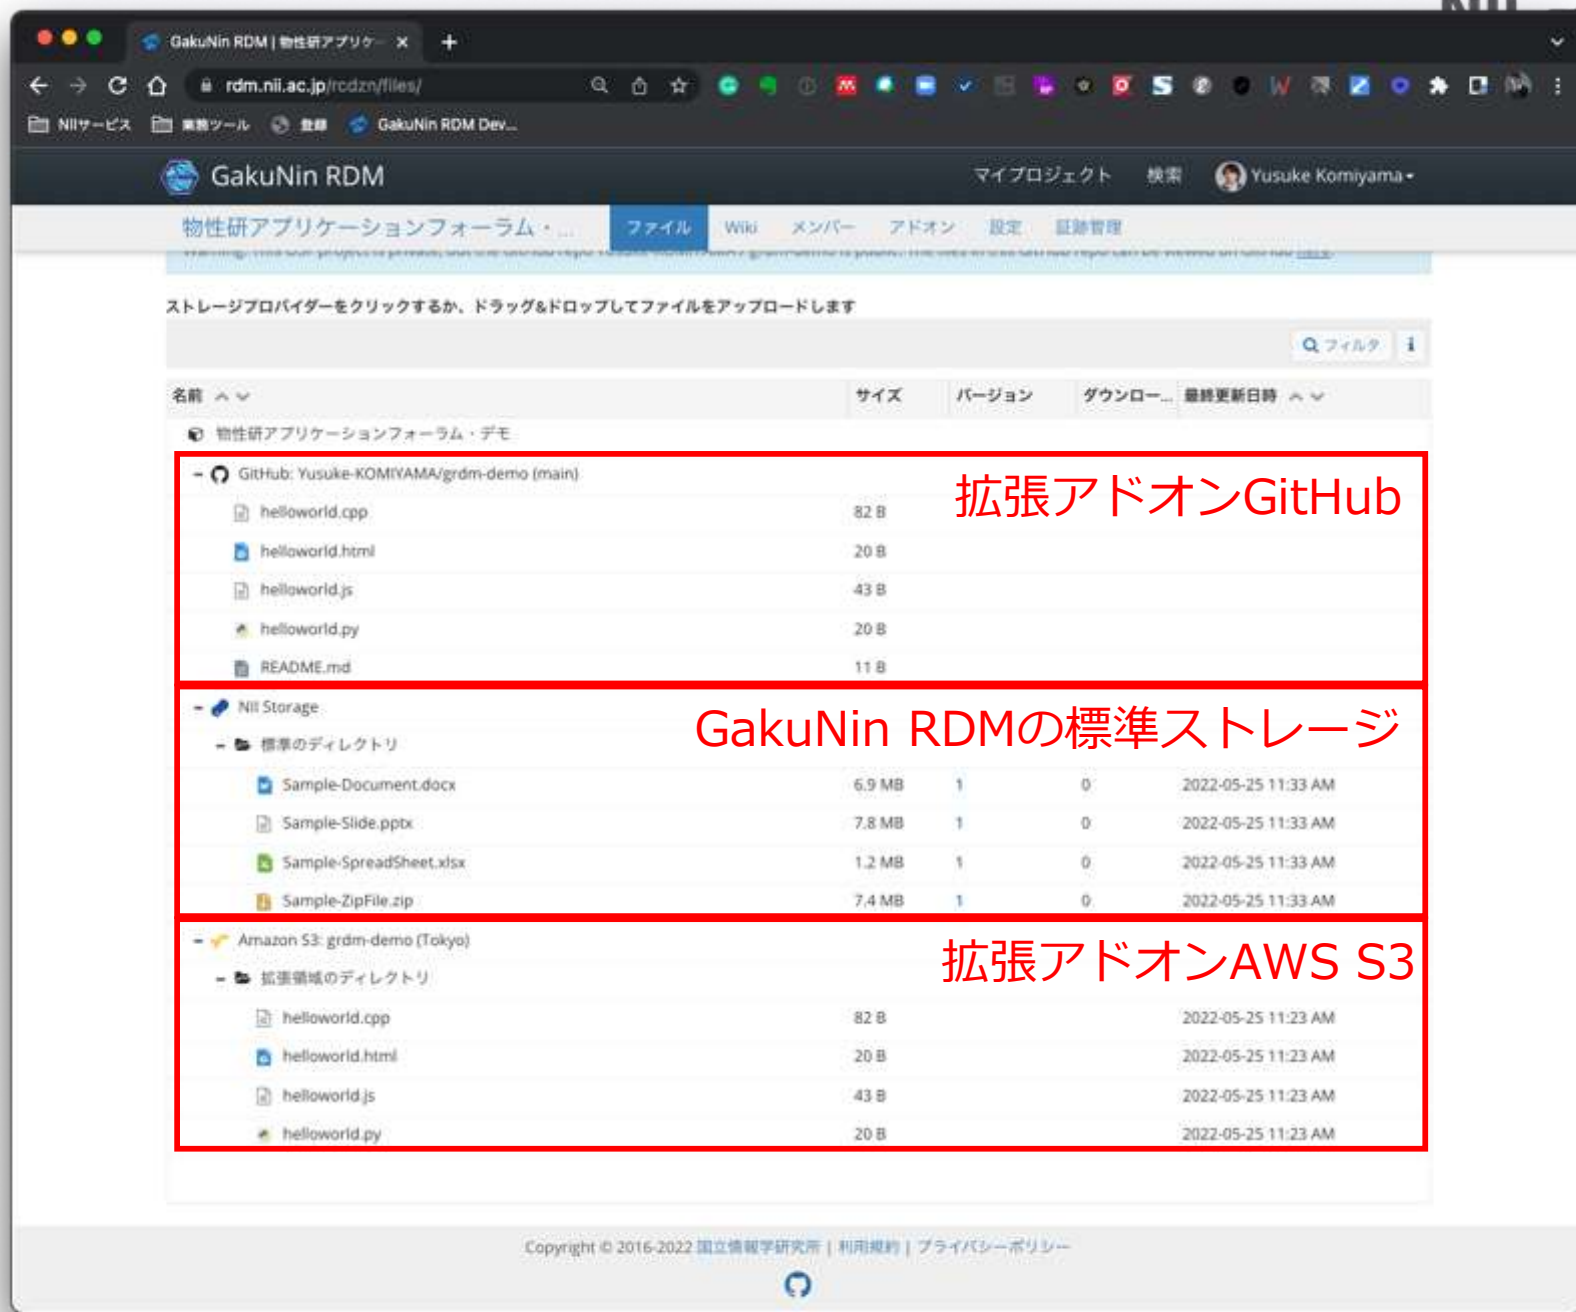 NII
GakuNin RDM | 物性研アプリケー
rdm.nii.ac.jp/rcdzn/files/
NIIサービス 業務ツール 登録 GakuNin RDM Dev...
GakuNin RDM マイプロジェクト 検索 Yusuke Komiyama
物性研アプリケーションフォーラム・... ファイル Wiki メンバー アドオン 設定 証跡管理
ストレージプロバイダーをクリックするか、ドラッグ&ドロップしてファイルをアップロードします
フィルタ i
名前 サイズ バージョン ダウンロー... 最終更新日時
物性研アプリケーションフォーラム・デモ
GitHub: Yusuke-KOMIYAMA/grdm-demo (main)
拡張アドオンGitHub
helloworld.cpp 82 B
helloworld.html 20 B
helloworld.js 43 B
helloworld.py 20 B
README.md 11 B
NII Storage
GakuNin RDMの標準ストレージ
標準のディレクトリ
Sample-Document.docx 6.9 MB 1 0 2022-05-25 11:33 AM
Sample-Slide.pptx 7.8 MB 1 0 2022-05-25 11:33 AM
Sample-SpreadSheet.xlsx 1.2 MB 1 0 2022-05-25 11:33 AM
Sample-ZipFile.zip 7.4 MB 1 0 2022-05-25 11:33 AM
Amazon S3: grdm-demo (Tokyo)
拡張アドオンAWS S3
拡張領域のディレクトリ
helloworld.cpp 82 B 2022-05-25 11:23 AM
helloworld.html 20 B 2022-05-25 11:23 AM
helloworld.js 43 B 2022-05-25 11:23 AM
helloworld.py 20 B 2022-05-25 11:23 AM
Copyright © 2016-2022 国立情報学研究所 | 利用規約 | プライバシーポリシー